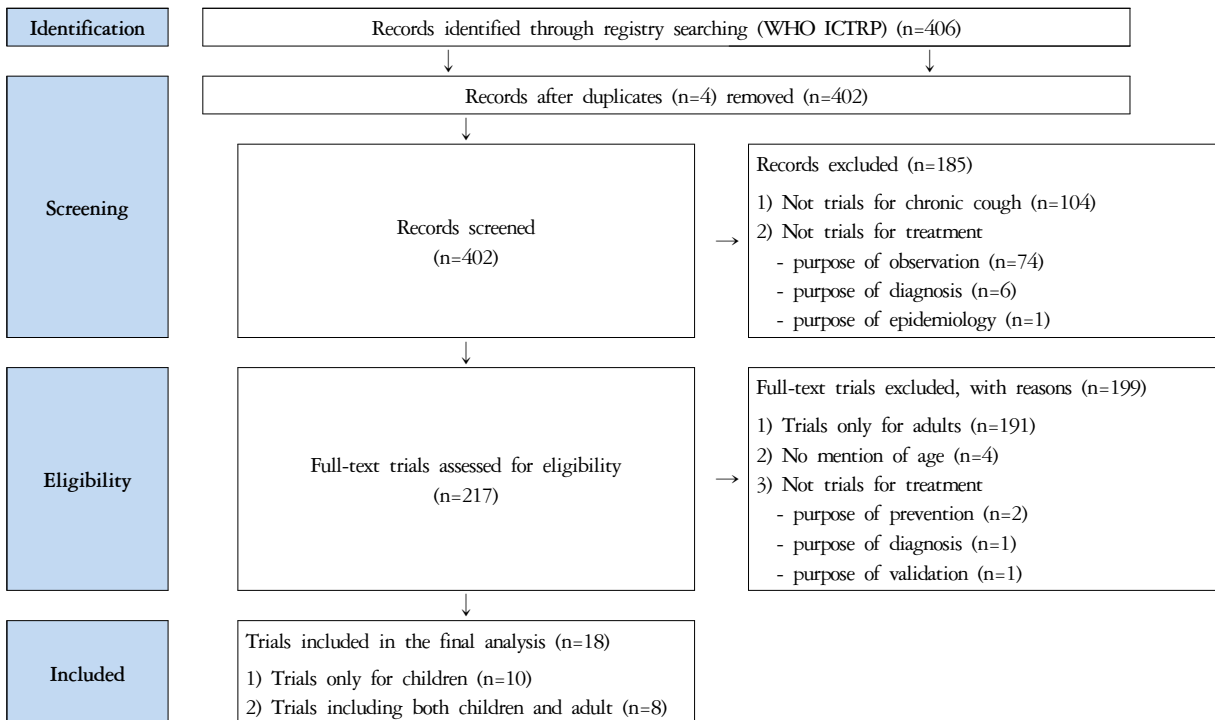 Identification
Records identified through registry searching (WHO ICTRP) (n=406)
Records after duplicates (n=4) removed (n=402)
Screening
Records screened
(n=402)
Records excluded (n=185)
1) Not trials for chronic cough (n=104)
2) Not trials for treatment
- purpose of observation (n=74)
- purpose of diagnosis (n=6)
- purpose of epidemiology (n=1)
Eligibility
Full-text trials assessed for eligibility
(n=217)
Full-text trials excluded, with reasons (n=199)
1) Trials only for adults (n=191)
2) No mention of age (n=4)
3) Not trials for treatment
- purpose of prevention (n=2)
- purpose of diagnosis (n=1)
- purpose of validation (n=1)
Included
Trials included in the final analysis (n=18)
1) Trials only for children (n=10)
2) Trials including both children and adult (n=8)